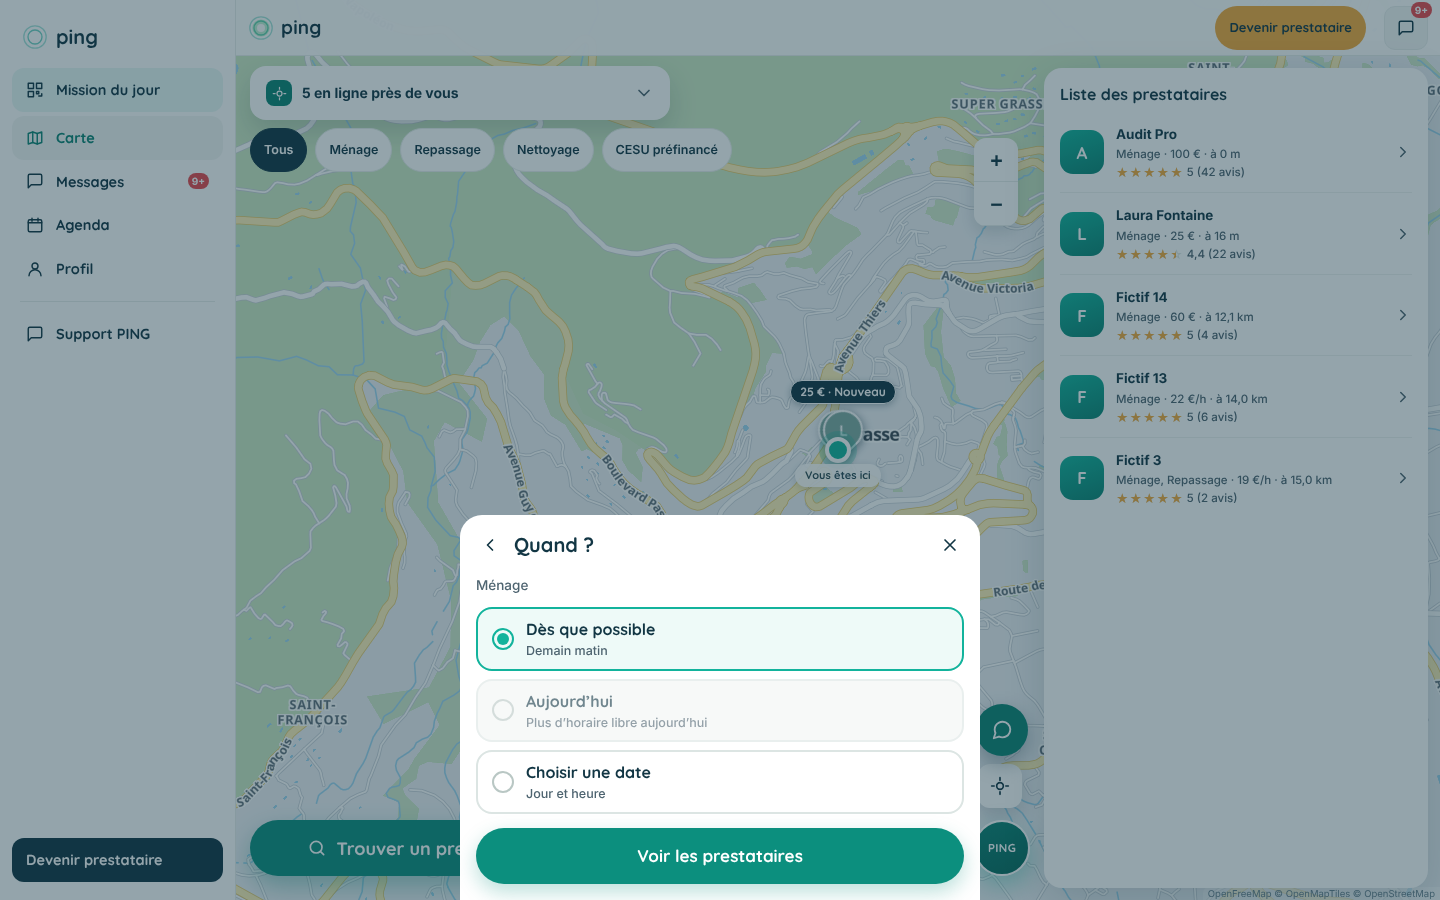 ping
Mission du jour
Carte
Messages
9+
Agenda
Profil
Support PING
Devenir prestataire
ping
Devenir prestataire
9+
5 en ligne près de vous
Tous
Ménage
Repassage
Nettoyage
CESU préfinancé
SUPER GRASS
SAINT
+
−
Avenue Victoria
Avenue Thiers
25 € · Nouveau
L
asse
Vous êtes ici
Avenue Guy
Boulevard Pas
Route de
SAINT-
FRANÇOIS
Saint-François
Trouver un pre
PING
Liste des prestataires
A
Audit Pro
Ménage · 100 € · à 0 m
★★★★★ 5 (42 avis)
L
Laura Fontaine
Ménage · 25 € · à 16 m
★★★★★ 4,4 (22 avis)
F
Fictif 14
Ménage · 60 € · à 12,1 km
★★★★★ 5 (4 avis)
F
Fictif 13
Ménage · 22 €/h · à 14,0 km
★★★★★ 5 (6 avis)
F
Fictif 3
Ménage, Repassage · 19 €/h · à 15,0 km
★★★★★ 5 (2 avis)
Quand ?
Ménage
Dès que possible
Demain matin
Aujourd’hui
Plus d’horaire libre aujourd’hui
Choisir une date
Jour et heure
Voir les prestataires
OpenFreeMap © OpenMapTiles © OpenStreetMap